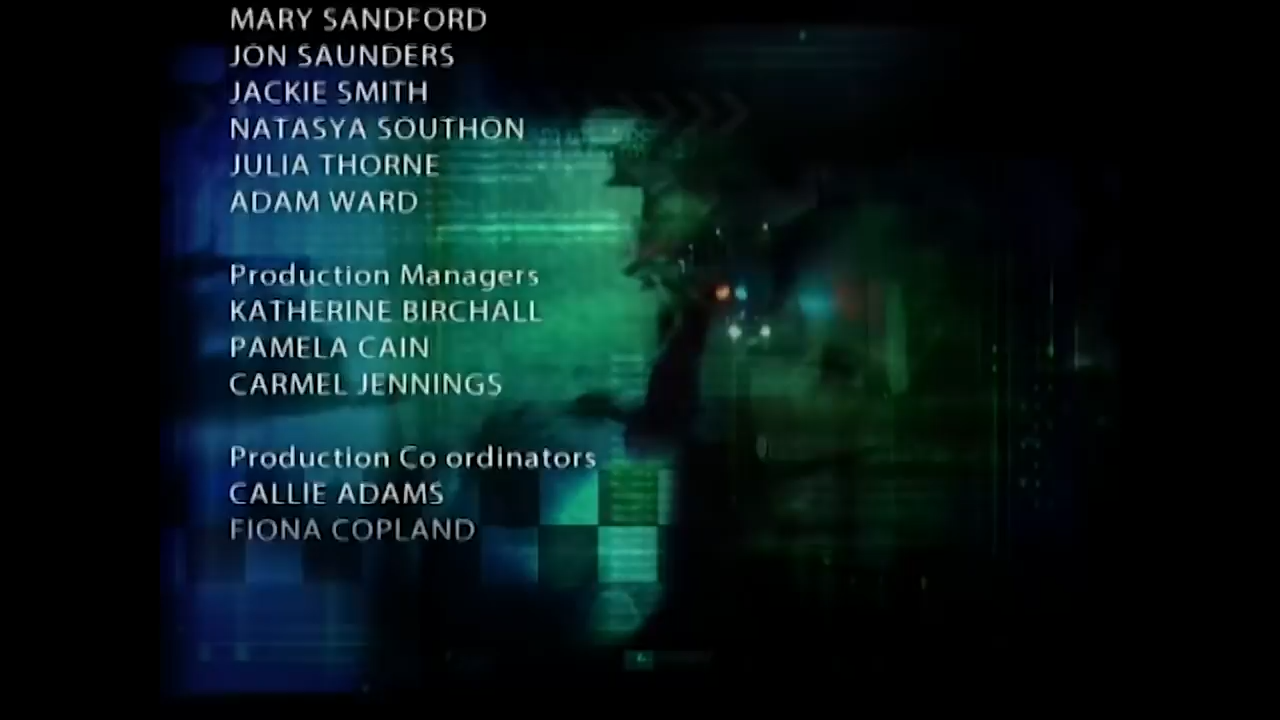 MARY SANDFORD
JON SAUNDERS
JACKIE SMITH
NATASYA SOUTHON
JULIA THORNE
ADAM WARD
Production Managers
KATHERINE BIRCHALL
PAMELA CAIN
CARMEL JENNINGS
Production Co ordinators
CALLIE ADAMS
FIONA COPLAND